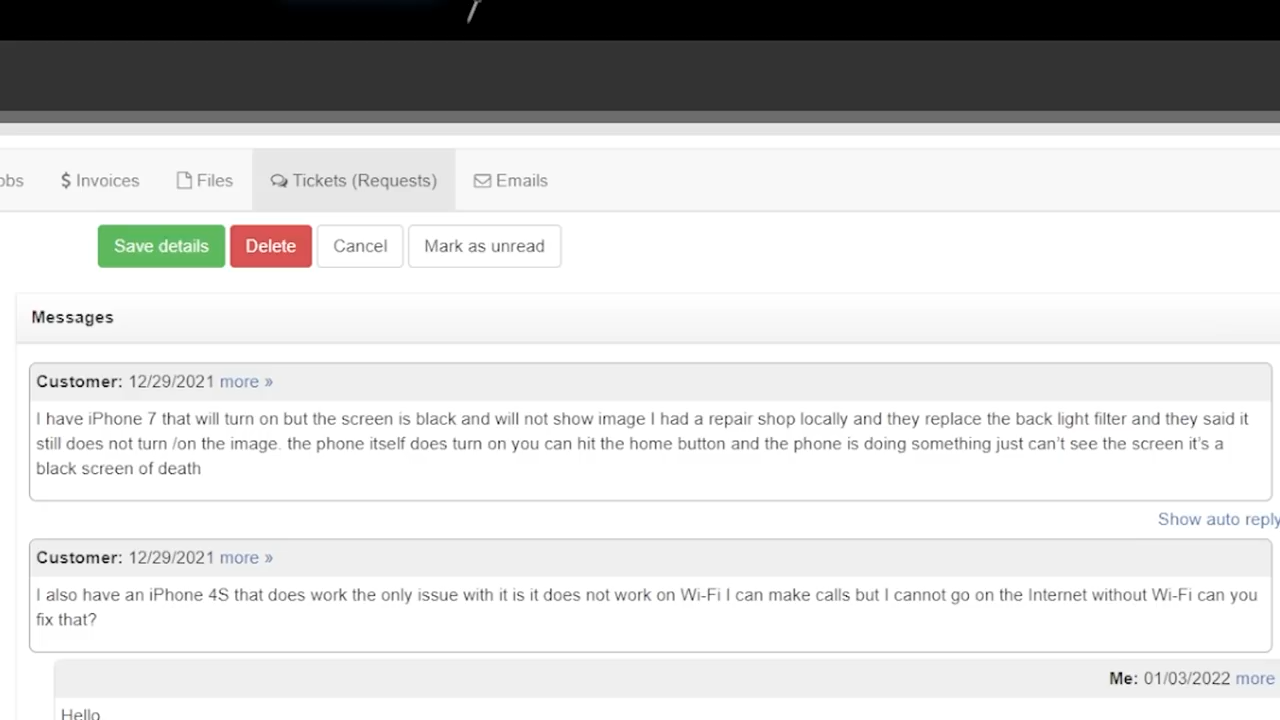 obs $ Invoices Files Tickets (Requests) Emails
Save details Delete Cancel Mark as unread
Messages
Customer: 12/29/2021 more »
I have iPhone 7 that will turn on but the screen is black and will not show image I had a repair shop locally and they replace the back light filter and they said it
still does not turn /on the image. the phone itself does turn on you can hit the home button and the phone is doing something just can't see the screen it's a
black screen of death
Show auto reply
Customer: 12/29/2021 more »
I also have an iPhone 4S that does work the only issue with it is it does not work on Wi-Fi I can make calls but I cannot go on the Internet without Wi-Fi can you
fix that?
Me: 01/03/2022 more
Hello